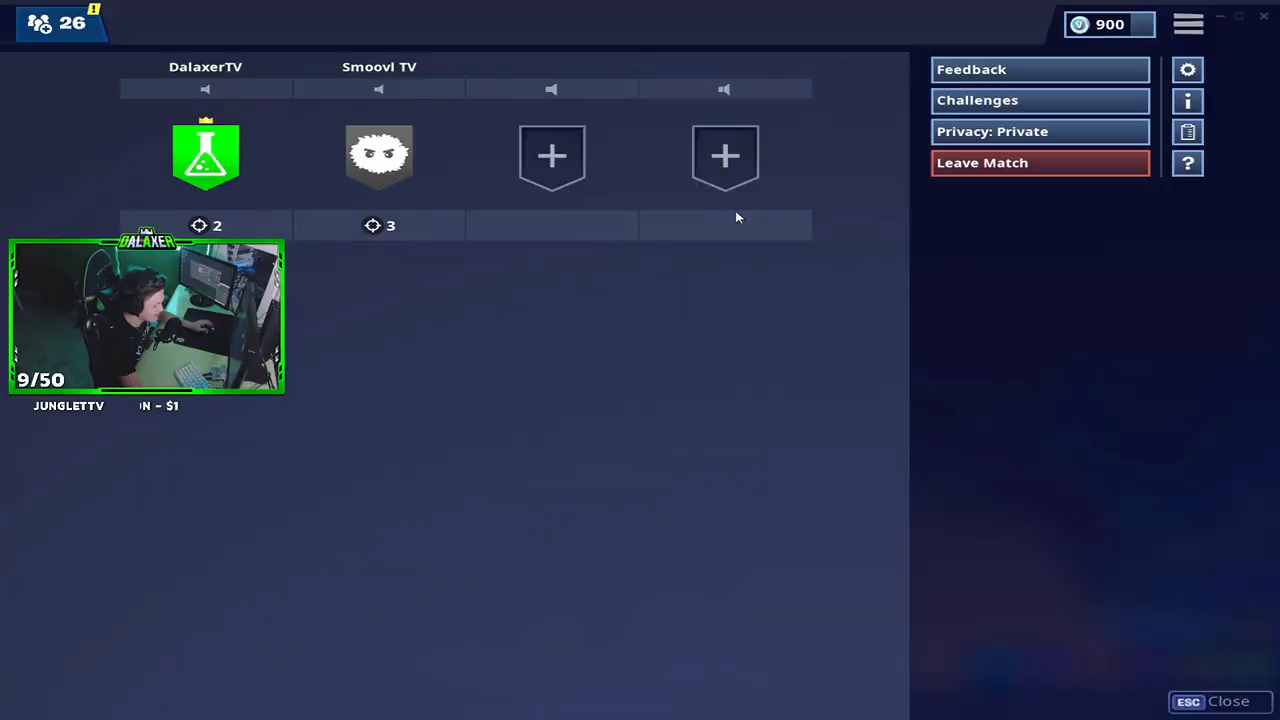 26
!
900
DalaxerTV
Smoovl TV
Feedback
Challenges
Privacy: Private
Leave Match
i
?
2
3
DALAXER
9/50
JUNGLETTV
N - $1
ESC Close